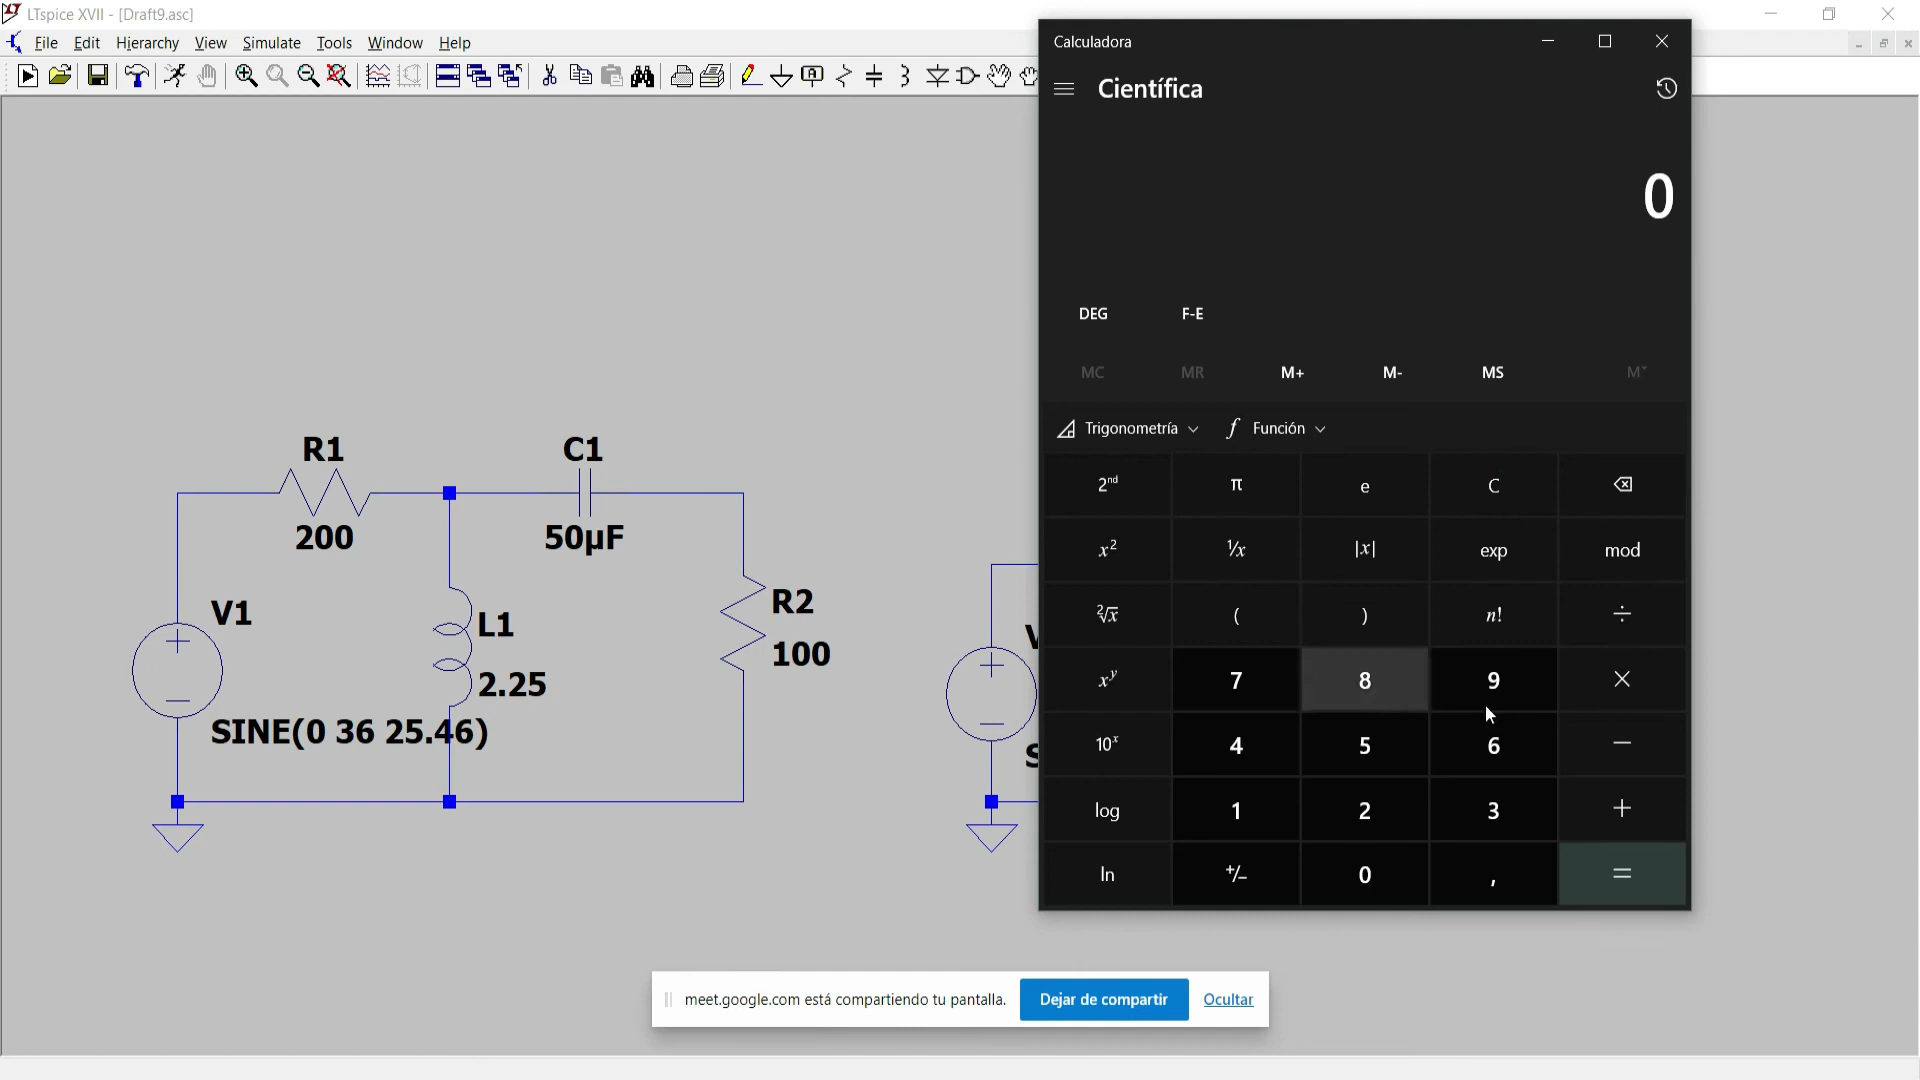 LTspice XVII - [Draft9.asc]
File Edit Hierarchy View Simulate Tools Window Help
Calculadora
Científica
0
DEG F-E
MC MR M+ M- MS M˅
Trigonometría Función
2ⁿᵈ π e C
x² ¹/x |x| exp mod
²√x ( ) n! ÷
xʸ 7 8 9 ×
10ˣ 4 5 6 −
log 1 2 3 +
ln +/− 0 , =
R1
200
C1
50µF
V1
SINE(0 36 25.46)
L1
2.25
R2
100
meet.google.com está compartiendo tu pantalla. Dejar de compartir Ocultar